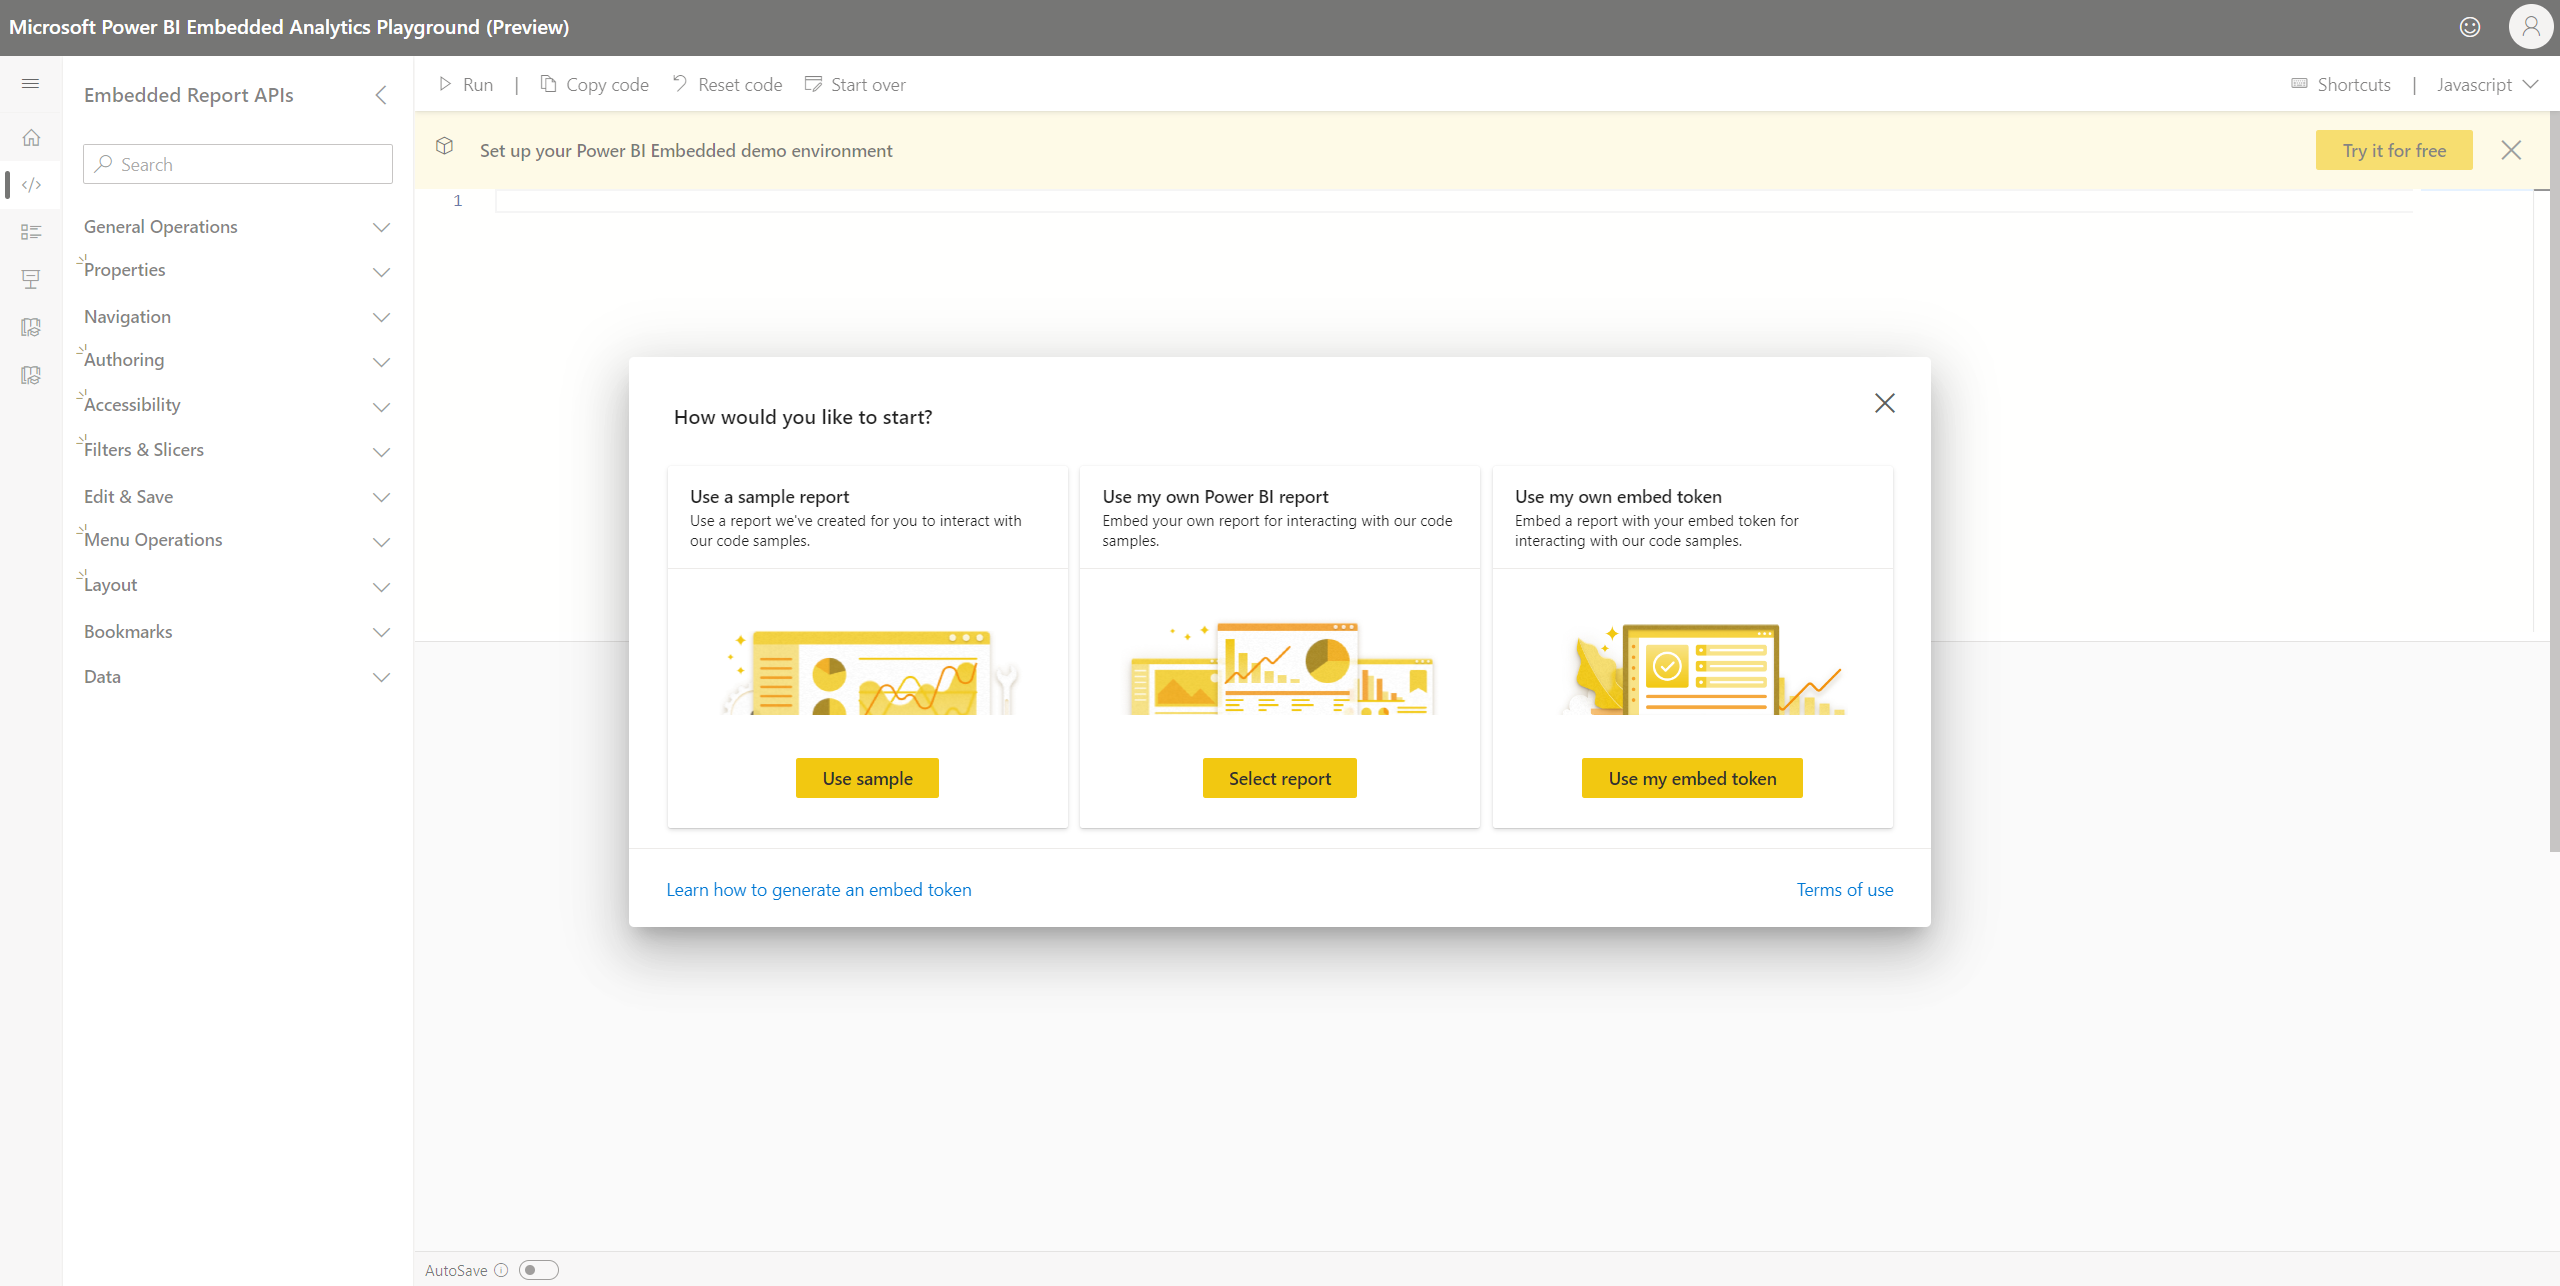 Microsoft Power BI Embedded Analytics Playground (Preview)
Embedded Report APIs
Search
General Operations
Properties
Navigation
Authoring
Accessibility
Filters & Slicers
Edit & Save
Menu Operations
Layout
Bookmarks
Data
Run | Copy code Reset code Start over
Shortcuts | Javascript
Set up your Power BI Embedded demo environment
Try it for free
1
How would you like to start?
Use a sample report
Use a report we've created for you to interact with
our code samples.
Use sample
Use my own Power BI report
Embed your own report for interacting with our code
samples.
Select report
Use my own embed token
Embed a report with your embed token for
interacting with our code samples.
Use my embed token
Learn how to generate an embed token
Terms of use
AutoSave